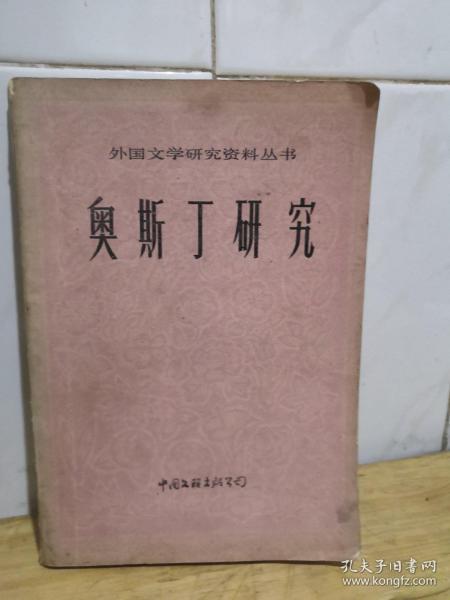 外国文学研究资料丛书
奥斯丁研究
中国文联出版公司
孔夫子旧书网
www.kongfz.com